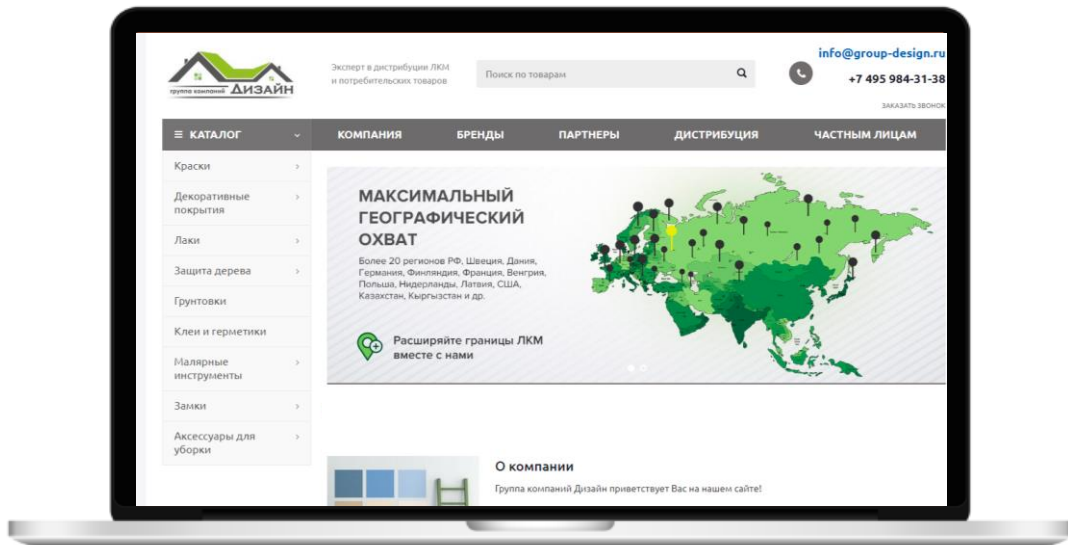 группа компаний ДИЗАЙН
Эксперт в дистрибуции ЛКМ
и потребительских товаров
Поиск по товарам
info@group-design.ru
+7 495 984-31-38
ЗАКАЗАТЬ ЗВОНОК
КАТАЛОГ
КОМПАНИЯ
БРЕНДЫ
ПАРТНЕРЫ
ДИСТРИБУЦИЯ
ЧАСТНЫМ ЛИЦАМ
Краски
Декоративные
покрытия
Лаки
Защита дерева
Грунтовки
Клеи и герметики
Малярные
инструменты
Замки
Аксессуары для
уборки
МАКСИМАЛЬНЫЙ
ГЕОГРАФИЧЕСКИЙ
ОХВАТ
Более 20 регионов РФ, Швеция, Дания,
Германия, Финляндия, Франция, Венгрия,
Польша, Нидерланды, Латвия, США,
Казахстан, Кыргызстан и др.
Расширяйте границы ЛКМ
вместе с нами
О компании
Группа компаний Дизайн приветствует Вас на нашем сайте!